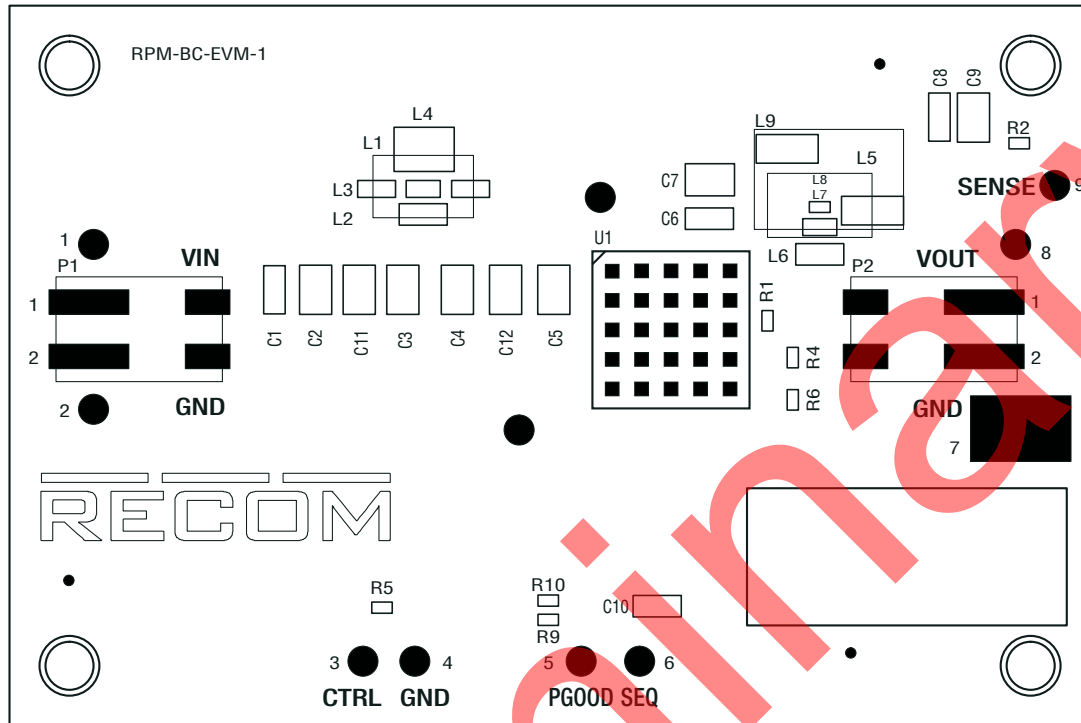 RPM-BC-EVM-1
L4
L1
L3
L2
C8
C9
R2
L9
L5
L8
L7
L6
C7
C6
SENSE
9
1
VIN
P1
1
2
GND
2
C1
C2
C11
C3
C4
C12
C5
U1
R1
R4
R6
8
VOUT
P2
1
2
GND
7
RECOM
R5
R10
R9
C10
3
4
5
6
CTRL
GND
PGOOD
SEQ